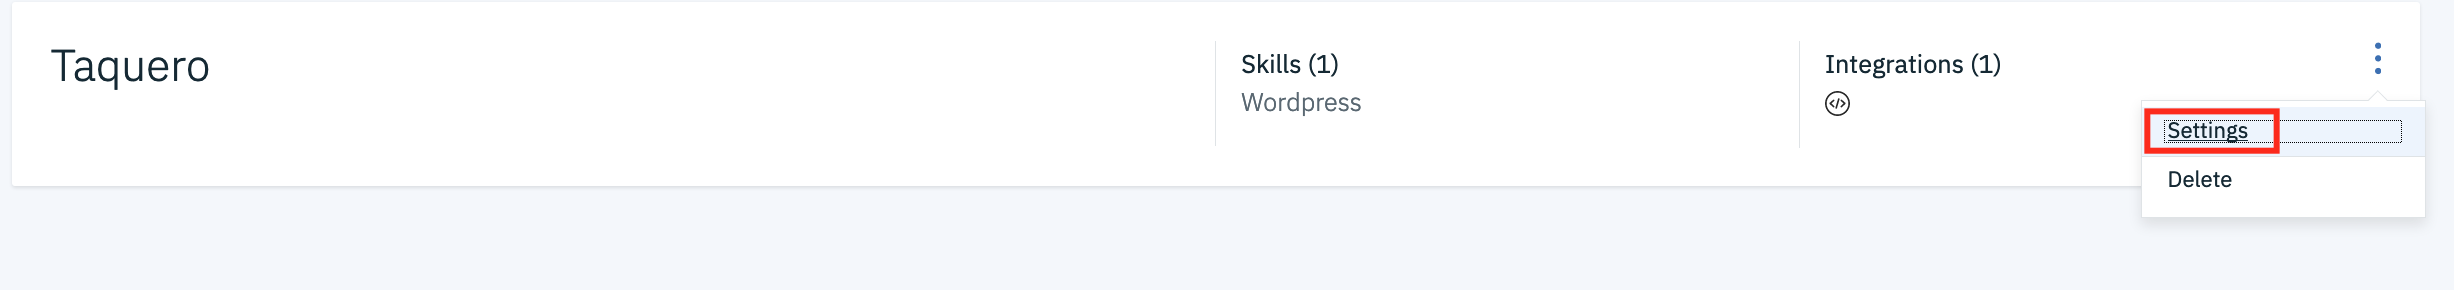 Taquero
Skills (1)
Wordpress
Integrations (1)
Settings
Delete